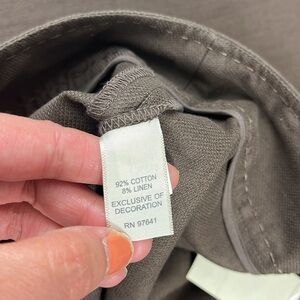 92% COTTON
8% LINEN
EXCLUSIVE OF
DECORATION
RN 97641